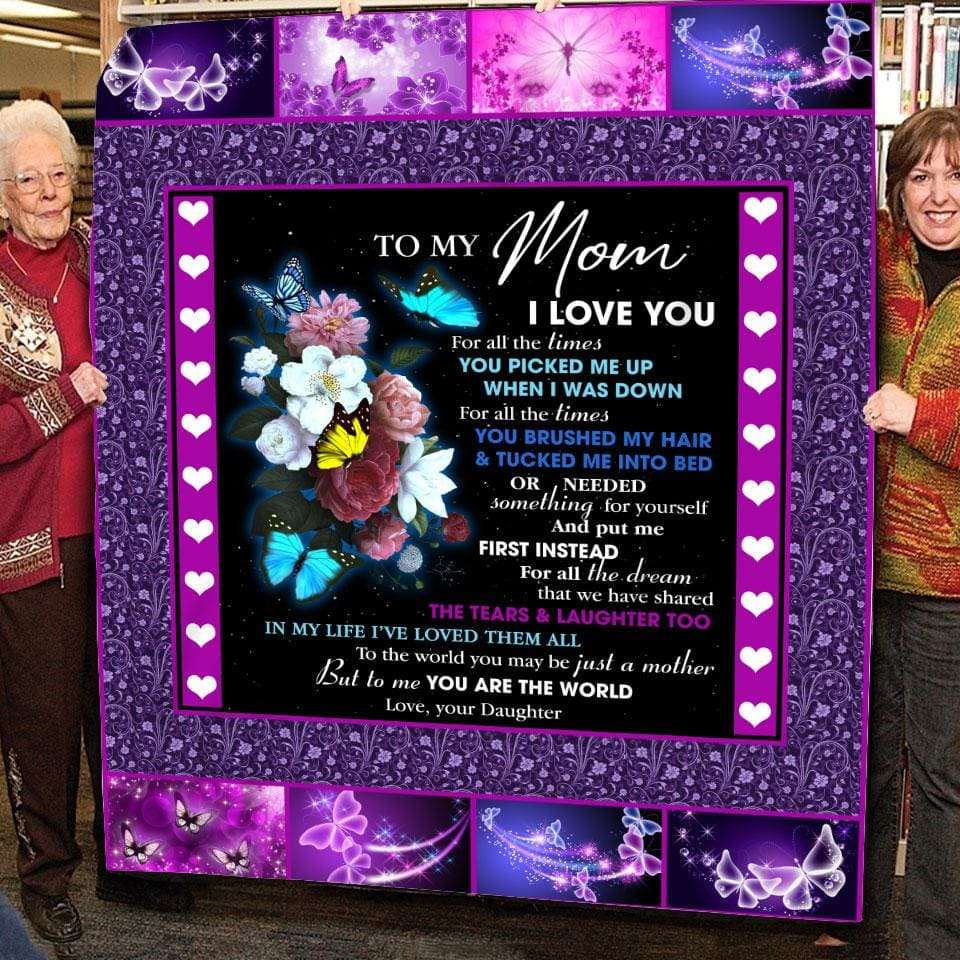 TO MY Mom
I LOVE YOU
For all the times
YOU PICKED ME UP
WHEN I WAS DOWN
For all the times
YOU BRUSHED MY HAIR
& TUCKED ME INTO BED
OR NEEDED
something for yourself
And put me
FIRST INSTEAD
For all the dream
that we have shared
THE TEARS & LAUGHTER TOO
IN MY LIFE I'VE LOVED THEM ALL
To the world you may be just a mother
But to me YOU ARE THE WORLD
Love, your Daughter